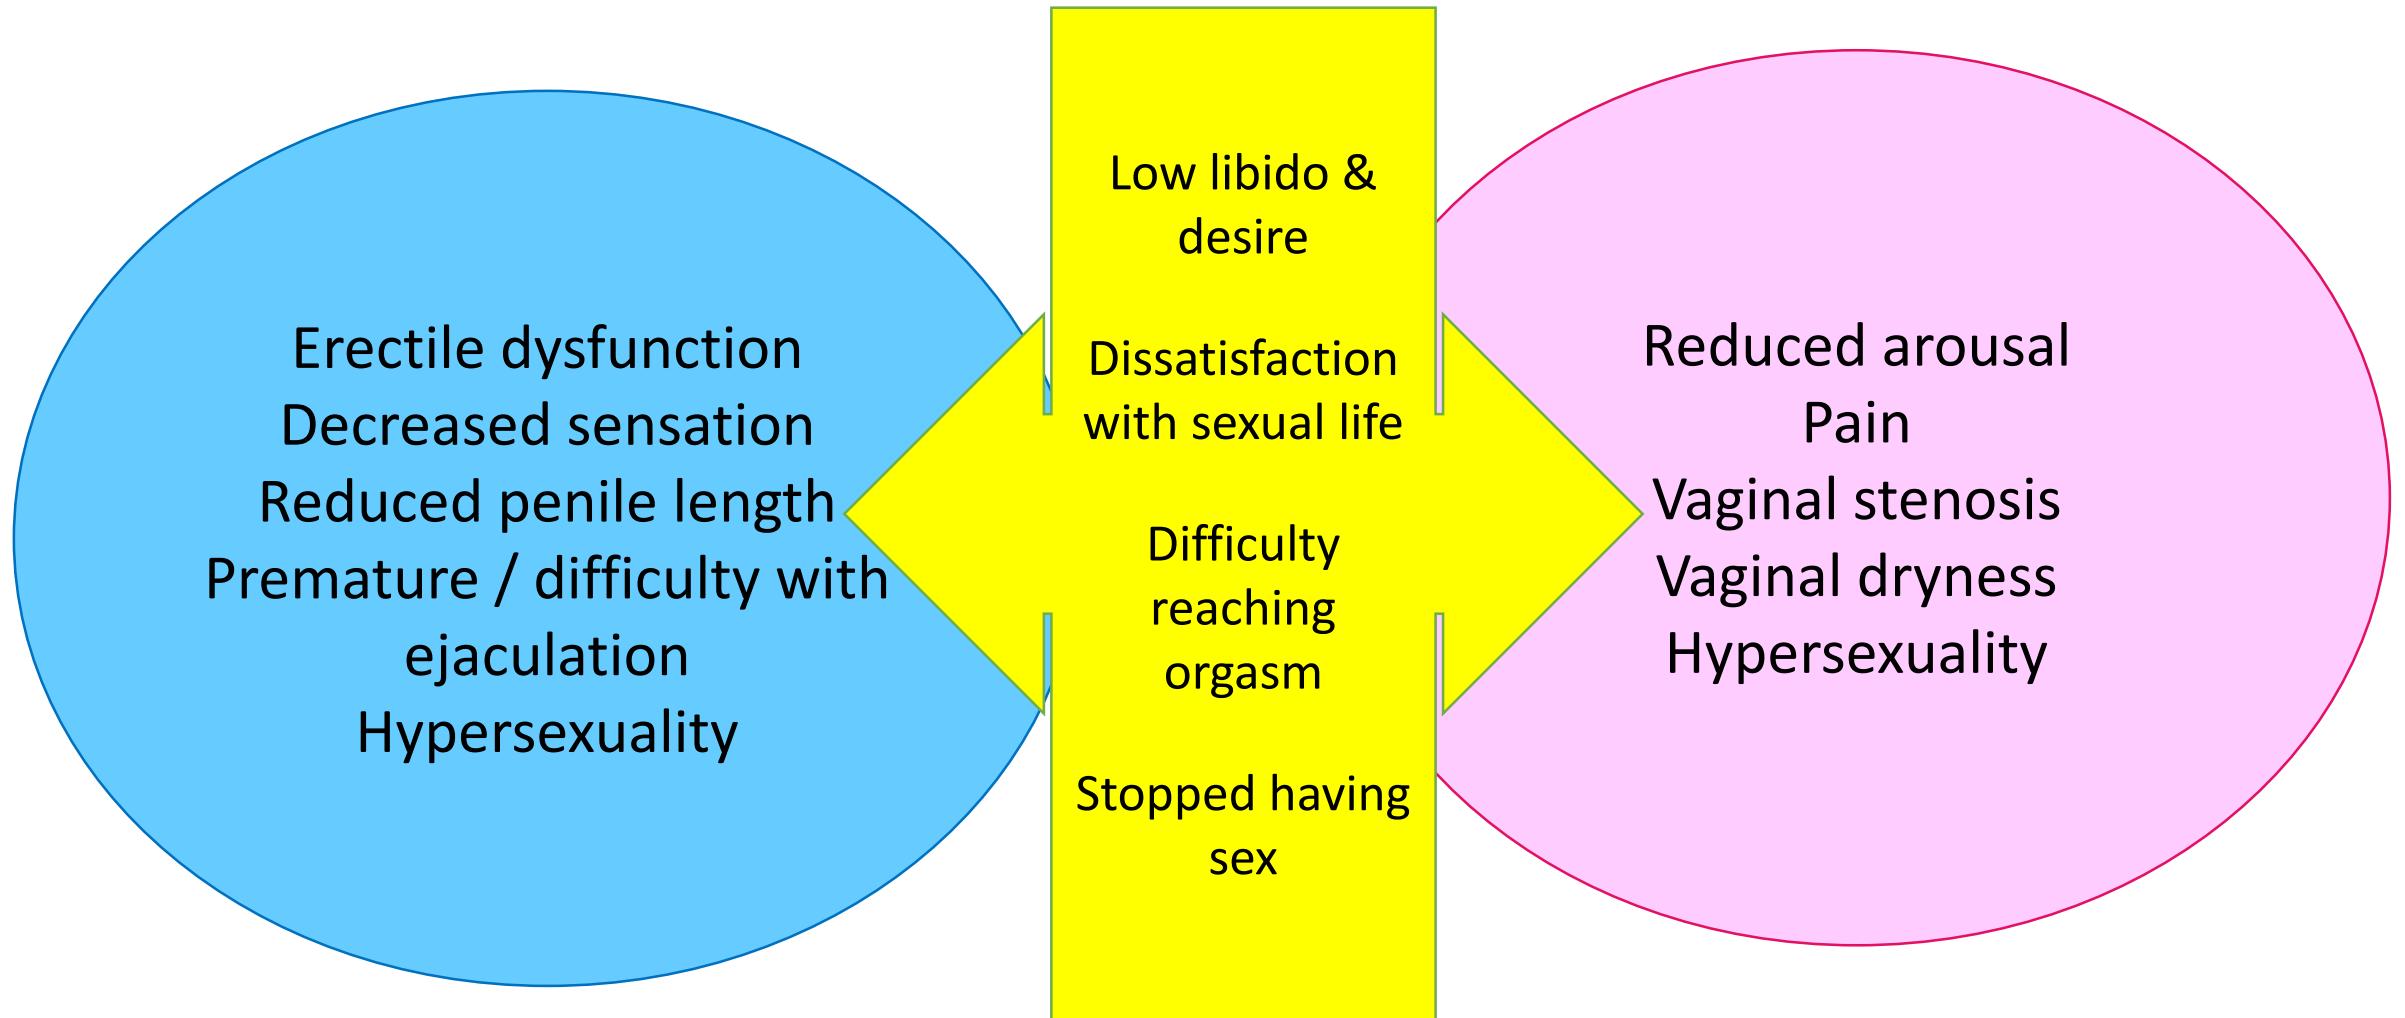 Erectile dysfunction
Decreased sensation
Reduced penile length
Premature / difficulty with
ejaculation
Hypersexuality
Low libido &
desire
Dissatisfaction
with sexual life
Difficulty
reaching
orgasm
Stopped having
sex
Reduced arousal
Pain
Vaginal stenosis
Vaginal dryness
Hypersexuality